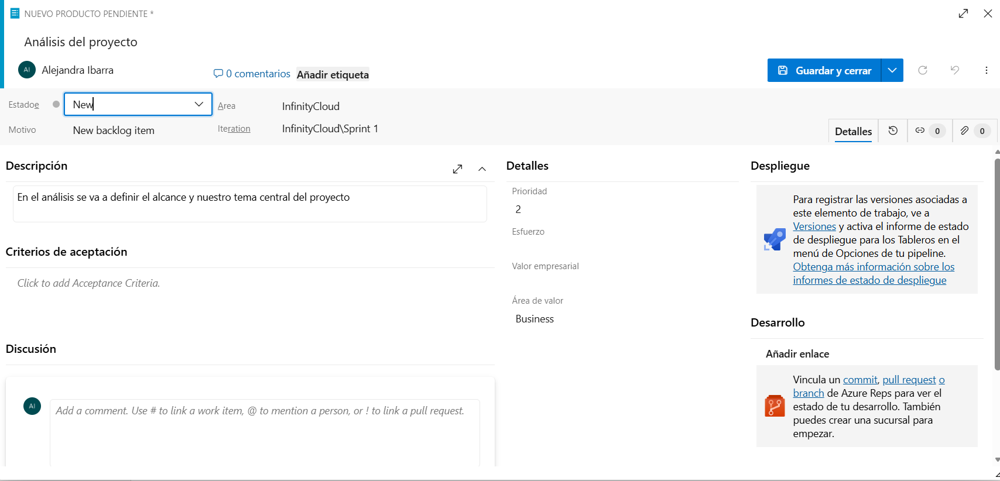 NUEVO PRODUCTO PENDIENTE *
Análisis del proyecto
AI Alejandra Ibarra
0 comentarios Añadir etiqueta
Guardar y cerrar
Estadoe New
Area InfinityCloud
Motivo New backlog item
Iteration InfinityCloud\Sprint 1
Detalles 0 0
Descripción
En el análisis se va a definir el alcance y nuestro tema central del proyecto
Criterios de aceptación
Click to add Acceptance Criteria.
Discusión
AI
Add a comment. Use # to link a work item, @ to mention a person, or ! to link a pull request.
Detalles
Prioridad
2
Esfuerzo
Valor empresarial
Área de valor
Business
Despliegue
Para registrar las versiones asociadas a
este elemento de trabajo, ve a
Versiones y activa el informe de estado
de despliegue para los Tableros en el
menú de Opciones de tu pipeline.
Obtenga más información sobre los
informes de estado de despliegue
Desarrollo
Añadir enlace
Vincula un commit, pull request o
branch de Azure Reps para ver el
estado de tu desarrollo. También
puedes crear una sucursal para
empezar.